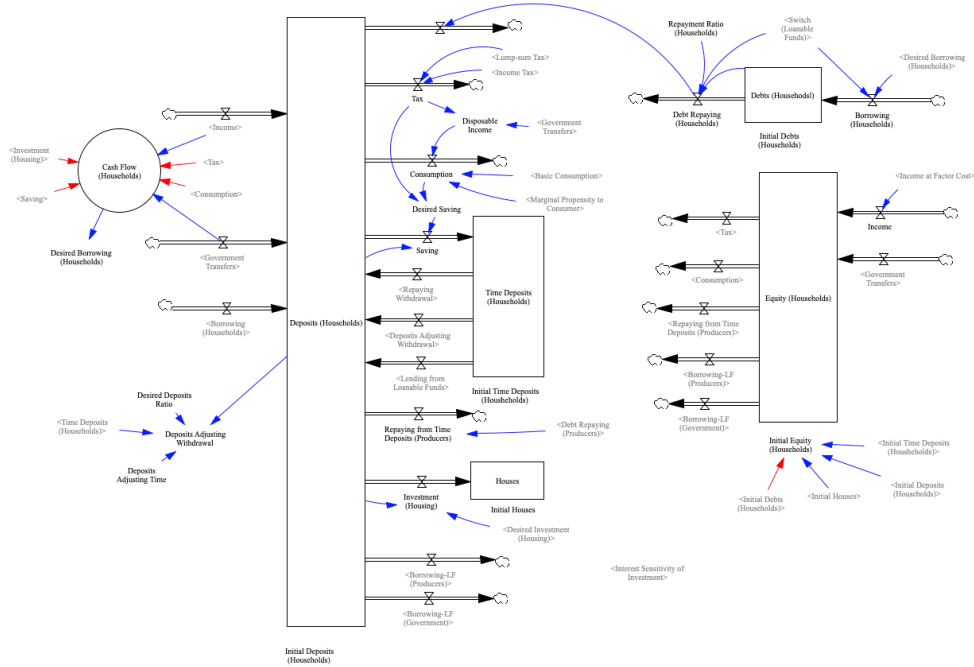 Repayment Ratio
(Households)
<Switch
(Loanable
Funds)>
<Desired Borrowing
(Households)>
<Lump-sum Tax>
<Income Tax>
Tax
Debts (Househodsl)
Debt Repaying
(Households)
Borrowing
(Households)
Initial Debts
(Households)
<Income>
Disposable
Income
<Government
Transfers>
<Investment
(Housing)>
Cash Flow
(Households)
<Tax>
<Saving>
<Consumption>
Consumption
<Basic Consumption>
<Marginal Propensity to
Consumer>
Desired Saving
<Income at Factor Cost>
Income
<Tax>
Desired Borrowing
(Households)
<Government
Transfers>
Saving
<Repaying
Withdrawal>
Time Deposits
(Households)
<Consumption>
<Government
Transfers>
Equity (Households)
<Borrowing
(Households)>
Deposits (Households)
<Deposits Adjusting
Withdrawal>
<Repaying from Time
Deposits (Producers)>
<Lending from
Loanable Funds>
<Borrowing-LF
(Producers)>
Initial Time Deposits
(Housheholds)
<Borrowing-LF
(Government)>
Desired Deposits
Ratio
<Time Deposits
(Households)>
Deposits Adjusting
Withdrawal
Deposits
Adjusting Time
Repaying from Time
Deposits (Producers)
<Debt Repaying
(Producers)>
Initial Equity
(Households)
<Initial Time Deposits
(Housheholds)>
<Initial Deposits
(Households)>
<Initial Debts
(Households)>
<Initial Houses>
Houses
Investment
(Housing)
Initial Houses
<Desired Investment
(Housing)>
<Borrowing-LF
(Producers)>
<Interest Sensitivity of
Investment>
<Borrowing-LF
(Government)>
Initial Deposits
(Households)